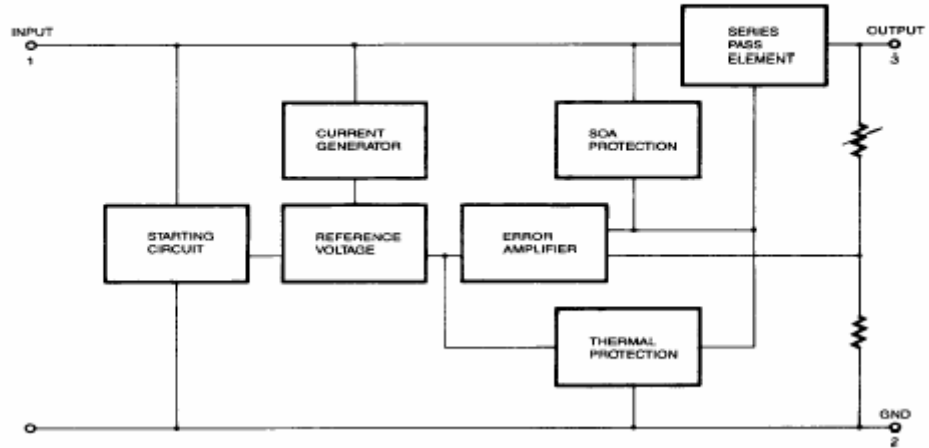 INPUT
1
SERIES
PASS
ELEMENT
OUTPUT
3
CURRENT
GENERATOR
SOA
PROTECTION
STARTING
CIRCUIT
REFERENCE
VOLTAGE
ERROR
AMPLIFIER
THERMAL
PROTECTION
GND
2